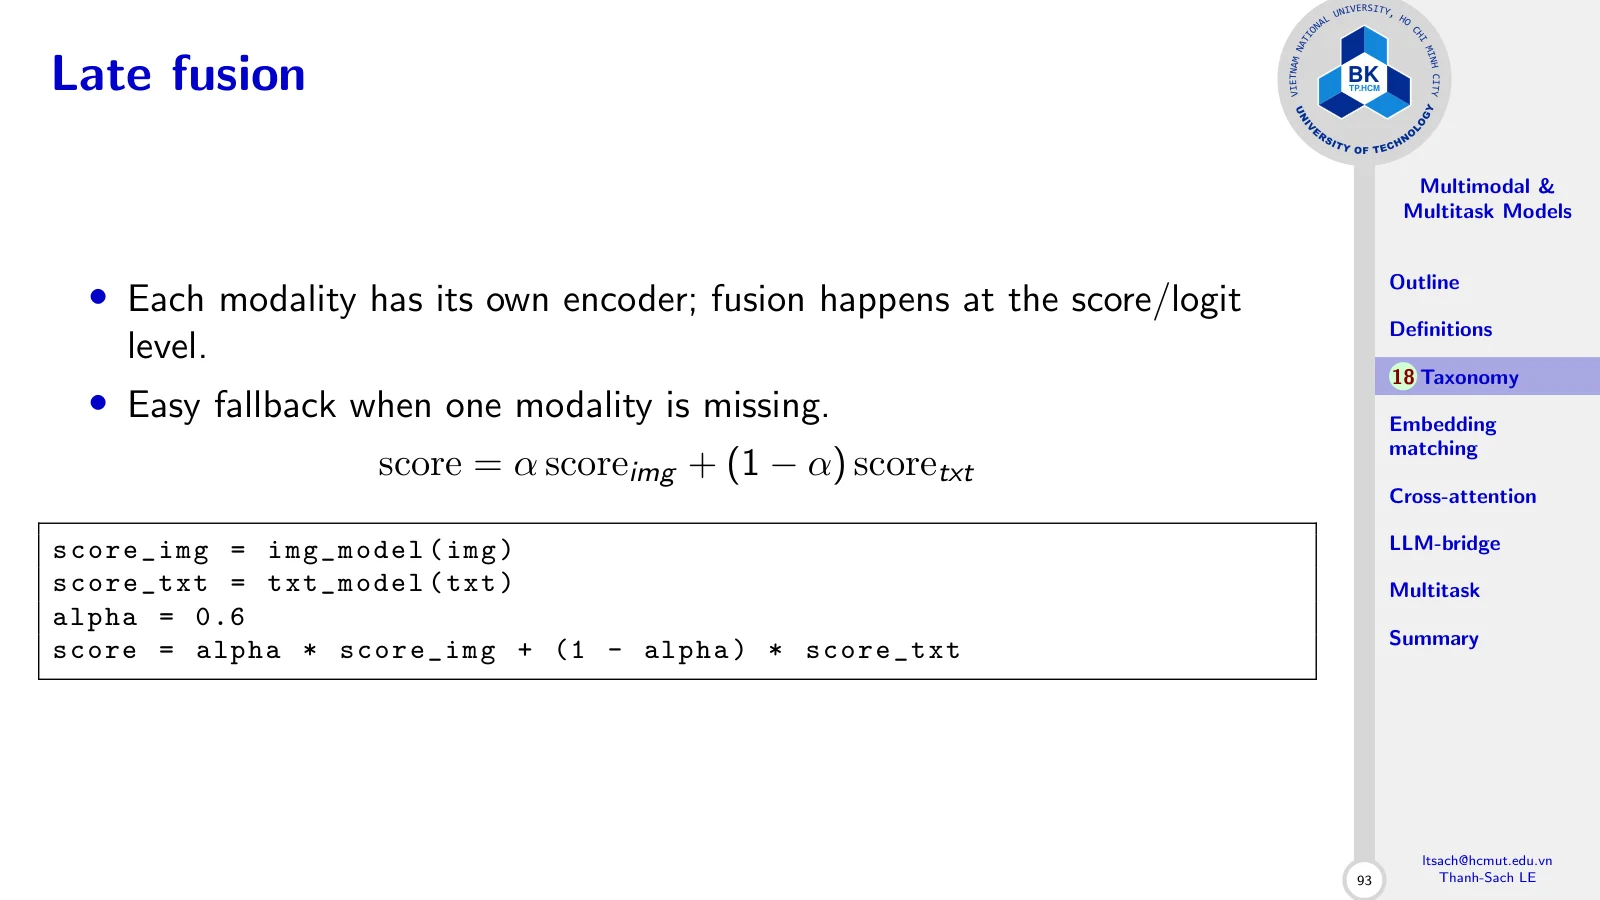 Late fusion
• Each modality has its own encoder; fusion happens at the score/logit
level.
• Easy fallback when one modality is missing.
score = α score_img + (1 − α) score_txt
score_img = img_model(img)
score_txt = txt_model(txt)
alpha = 0.6
score = alpha * score_img + (1 - alpha) * score_txt
VIETNAM NATIONAL UNIVERSITY, HO CHI MINH CITY
BK
TP.HCM
UNIVERSITY OF TECHNOLOGY
Multimodal &
Multitask Models
Outline
Definitions
18 Taxonomy
Embedding
matching
Cross-attention
LLM-bridge
Multitask
Summary
ltsach@hcmut.edu.vn
Thanh-Sach LE
93